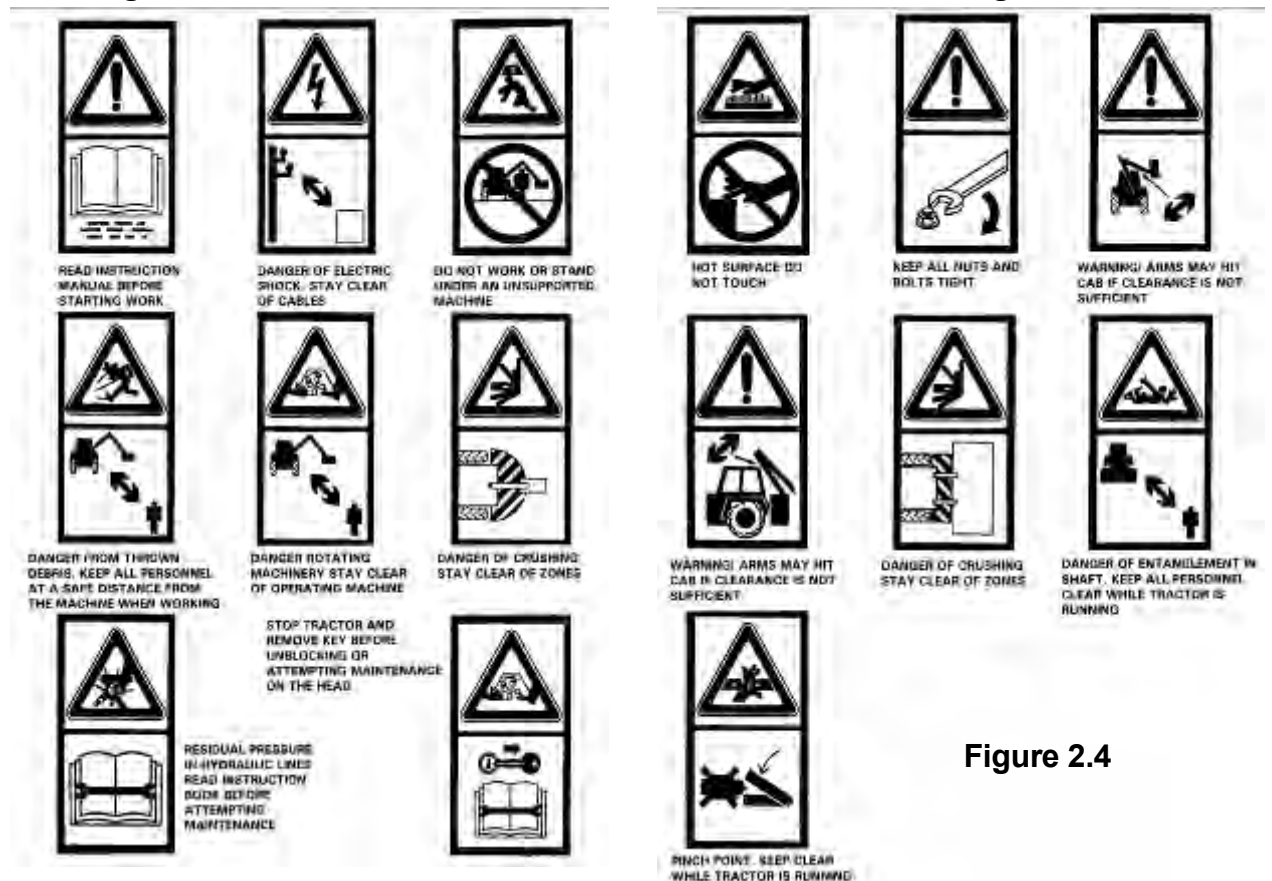 READ INSTRUCTION
MANUAL BEFORE
STARTING WORK
DANGER OF ELECTRIC
SHOCK. STAY CLEAR
OF CABLES
DO NOT WORK OR STAND
UNDER AN UNSUPPORTED
MACHINE
DANGER FROM THROWN
DEBRIS. KEEP ALL PERSONNEL
AT A SAFE DISTANCE FROM
THE MACHINE WHEN WORKING
DANGER ROTATING
MACHINERY STAY CLEAR
OF OPERATING MACHINE
DANGER OF CRUSHING
STAY CLEAR OF ZONES
RESIDUAL PRESSURE
IN HYDRAULIC LINES
READ INSTRUCTION
BOOK BEFORE
ATTEMPTING
MAINTENANCE
STOP TRACTOR AND
REMOVE KEY BEFORE
UNBLOCKING OR
ATTEMPTING MAINTENANCE
ON THE HEAD
HOT SURFACE DO
NOT TOUCH
KEEP ALL NUTS AND
BOLTS TIGHT
WARNING! ARMS MAY HIT
CAB IF CLEARANCE IS NOT
SUFFICIENT
WARNING! ARMS MAY HIT
CAB IF CLEARANCE IS NOT
SUFFICIENT
DANGER OF CRUSHING
STAY CLEAR OF ZONES
DANGER OF ENTANGLEMENT IN
SHAFT. KEEP ALL PERSONNEL
CLEAR WHILE TRACTOR IS
RUNNING
PINCH POINT. KEEP CLEAR
WHILE TRACTOR IS RUNNING
Figure 2.4